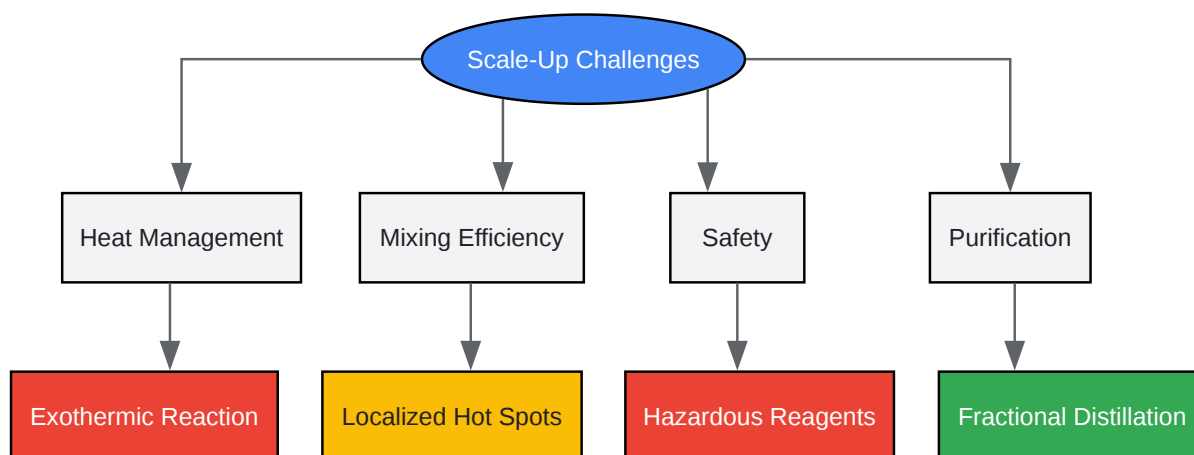 Scale-Up Challenges
Heat Management
Mixing Efficiency
Safety
Purification
Exothermic Reaction
Localized Hot Spots
Hazardous Reagents
Fractional Distillation